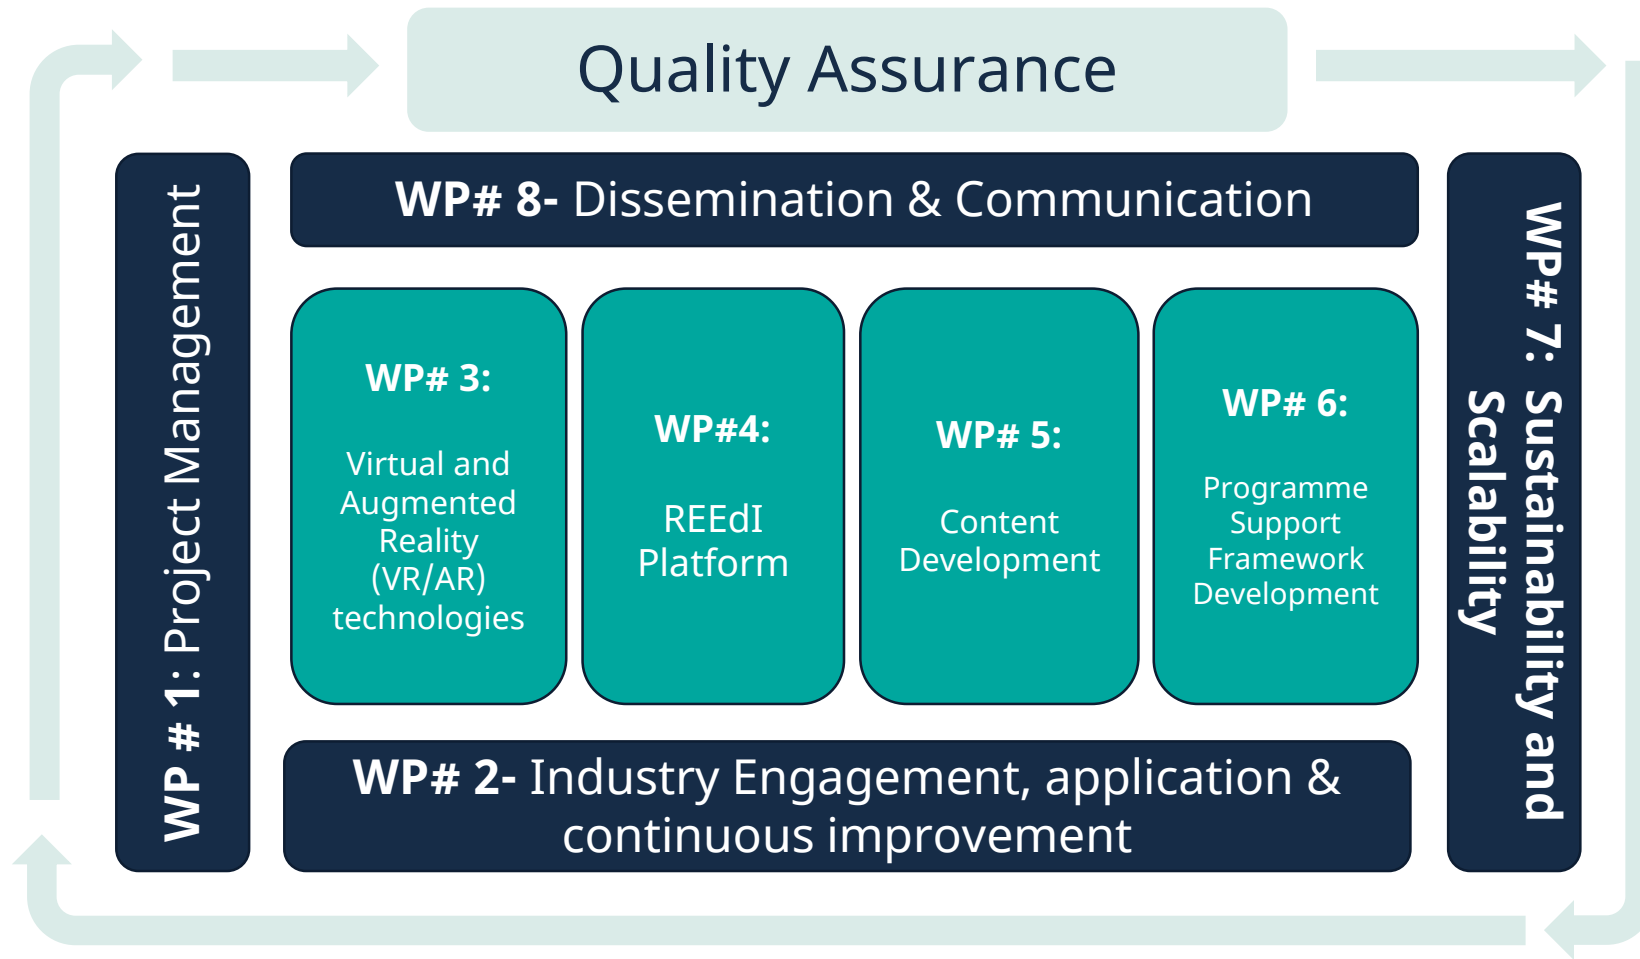 Quality Assurance
WP # 1: Project Management
WP# 8- Dissemination & Communication
WP# 3:
Virtual and
Augmented
Reality
(VR/AR)
technologies
WP#4:
REEdI
Platform
WP# 5:
Content
Development
WP# 6:
Programme
Support
Framework
Development
WP# 7: Sustainability and
Scalability
WP# 2- Industry Engagement, application &
continuous improvement